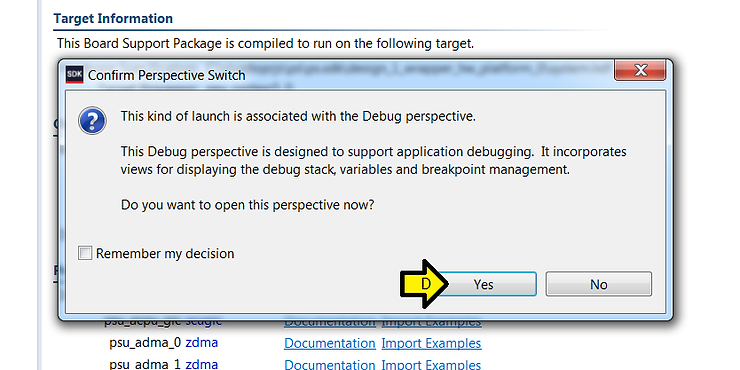 Target Information
This Board Support Package is compiled to run on the following target.
SDK Confirm Perspective Switch
This kind of launch is associated with the Debug perspective.
This Debug perspective is designed to support application debugging. It incorporates
views for displaying the debug stack, variables and breakpoint management.
Do you want to open this perspective now?
Remember my decision
D Yes No
Documentation Import Examples
psu_adma_0 zdma Documentation Import Examples
psu_adma_1 zdma Documentation Import Examples